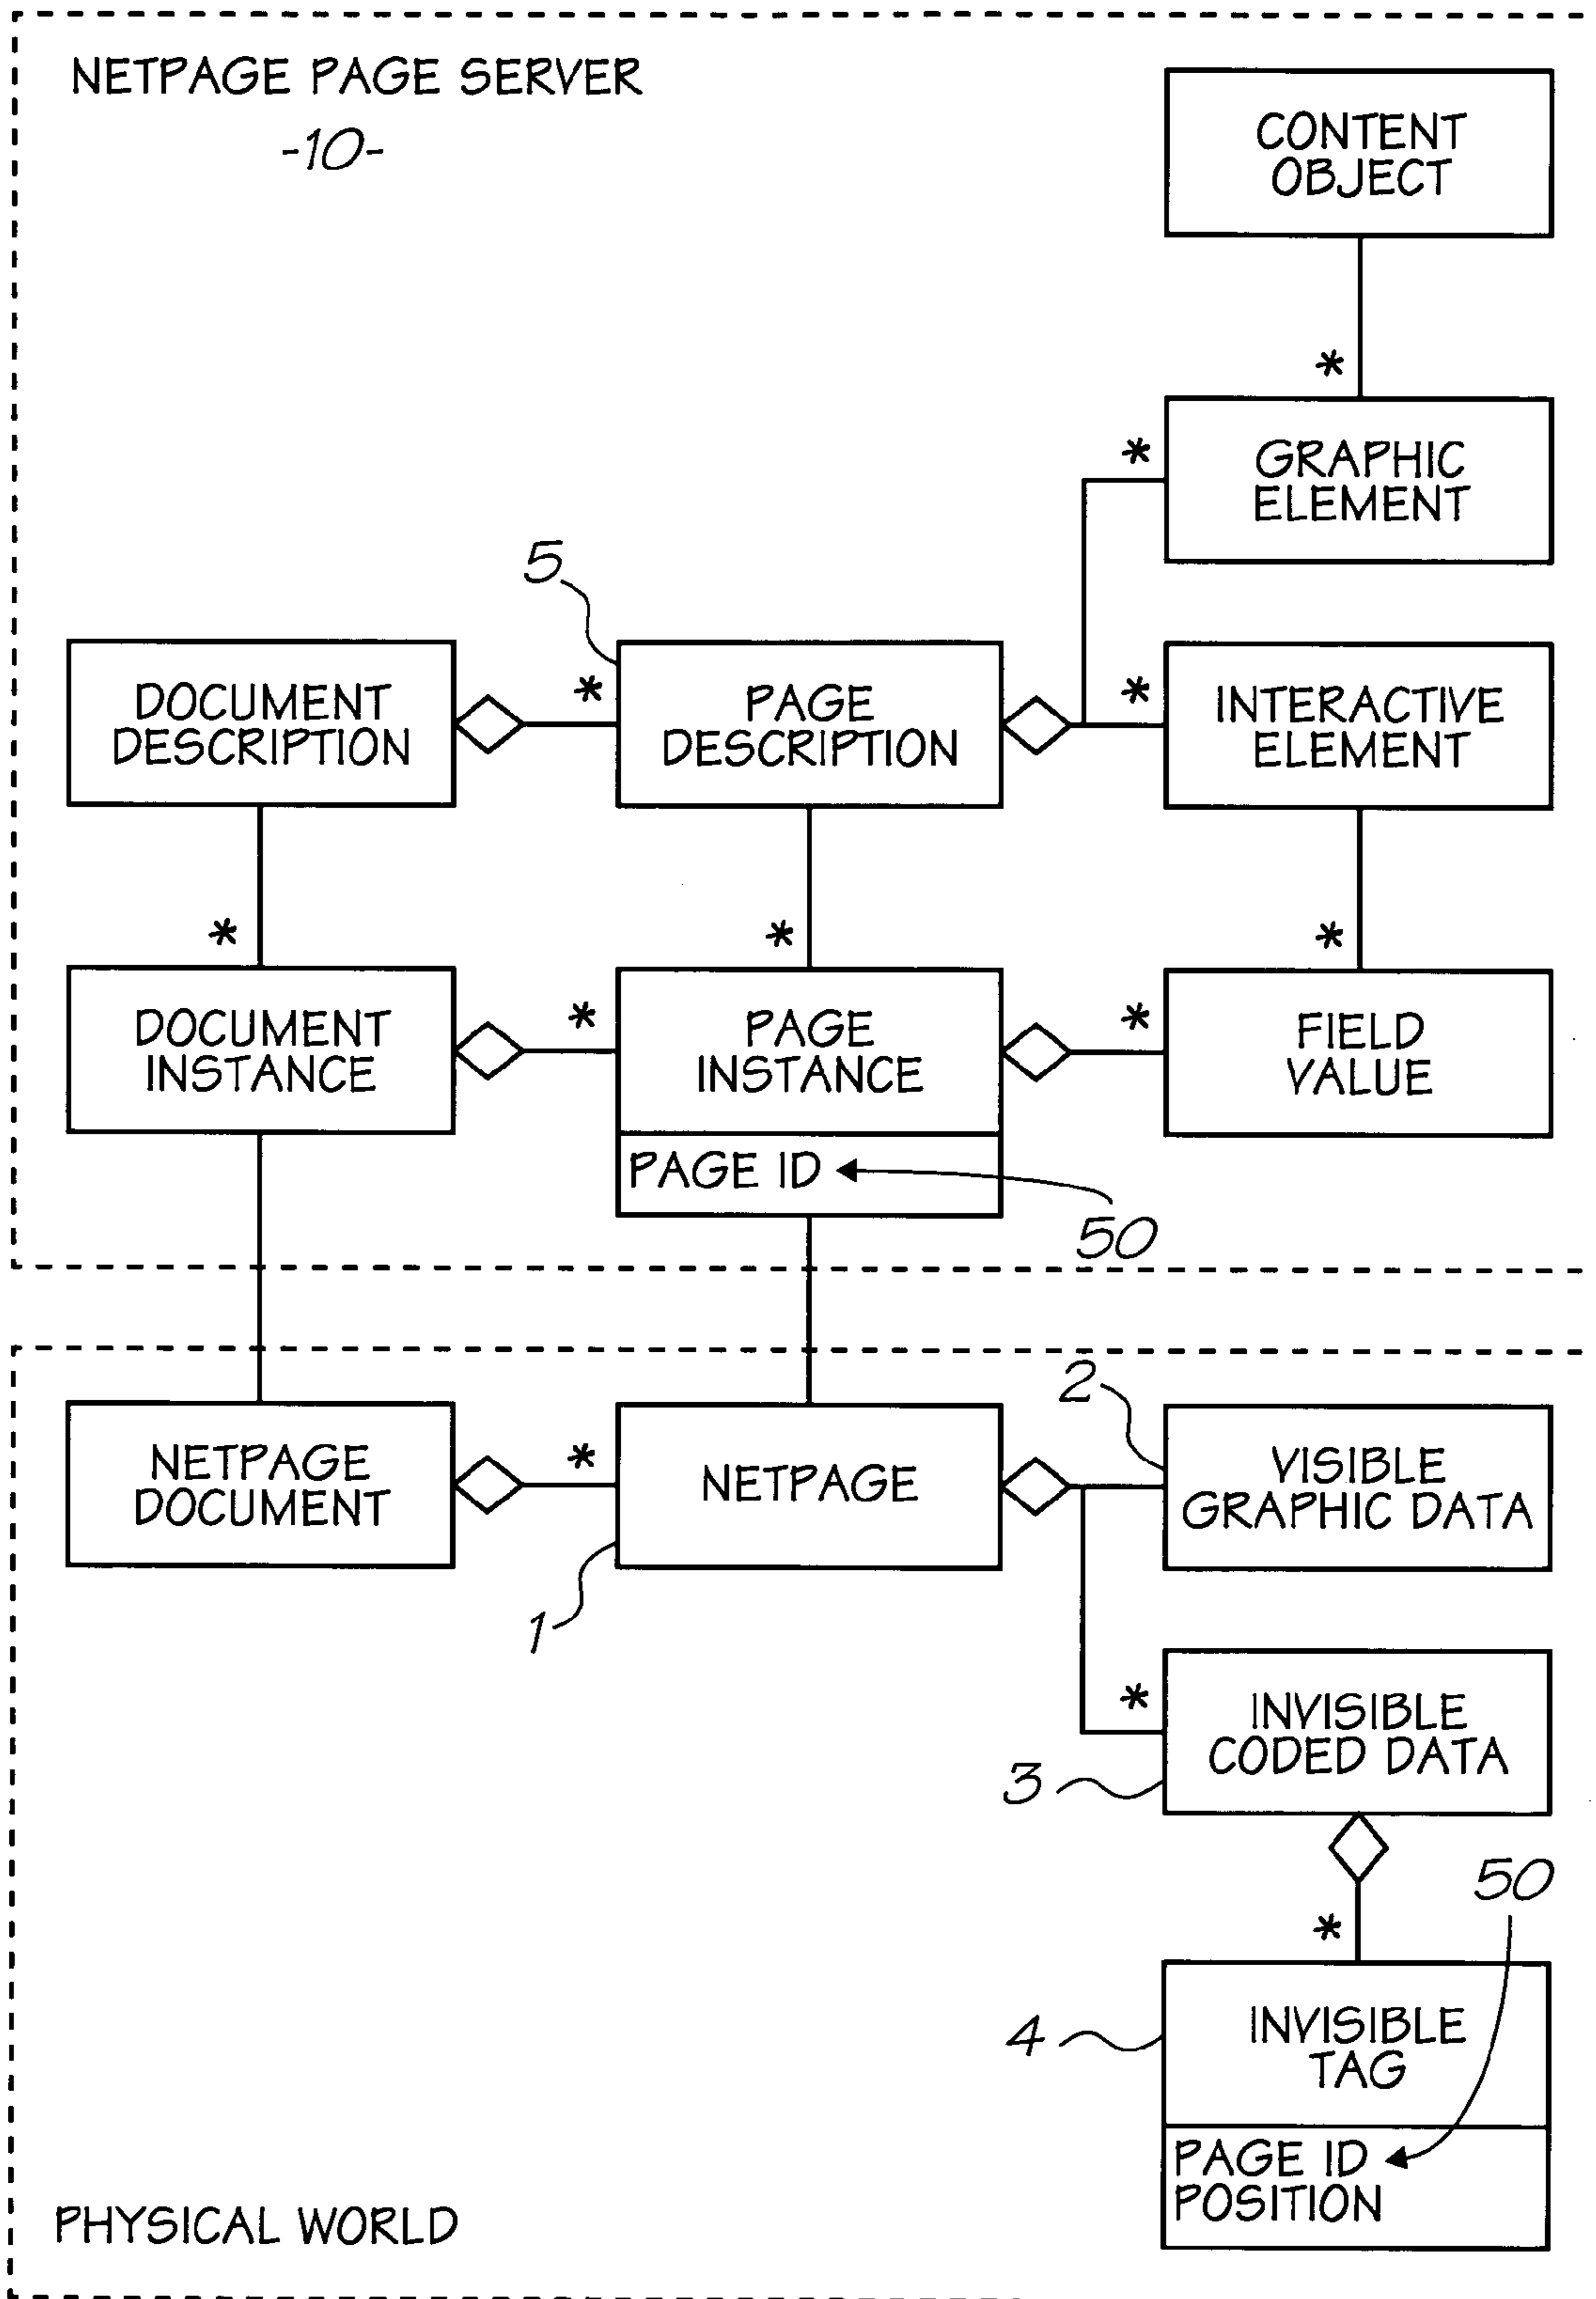 NETPAGE PAGE SERVER
-10-
CONTENT
OBJECT
*
*
GRAPHIC
ELEMENT
5
DOCUMENT
DESCRIPTION
*
PAGE
DESCRIPTION
*
INTERACTIVE
ELEMENT
*
*
*
DOCUMENT
INSTANCE
*
PAGE
INSTANCE
*
FIELD
VALUE
PAGE ID
50
2
NETPAGE
DOCUMENT
*
NETPAGE
VISIBLE
GRAPHIC DATA
1
*
INVISIBLE
CODED DATA
3
50
*
4
INVISIBLE
TAG
PAGE ID
POSITION
PHYSICAL WORLD